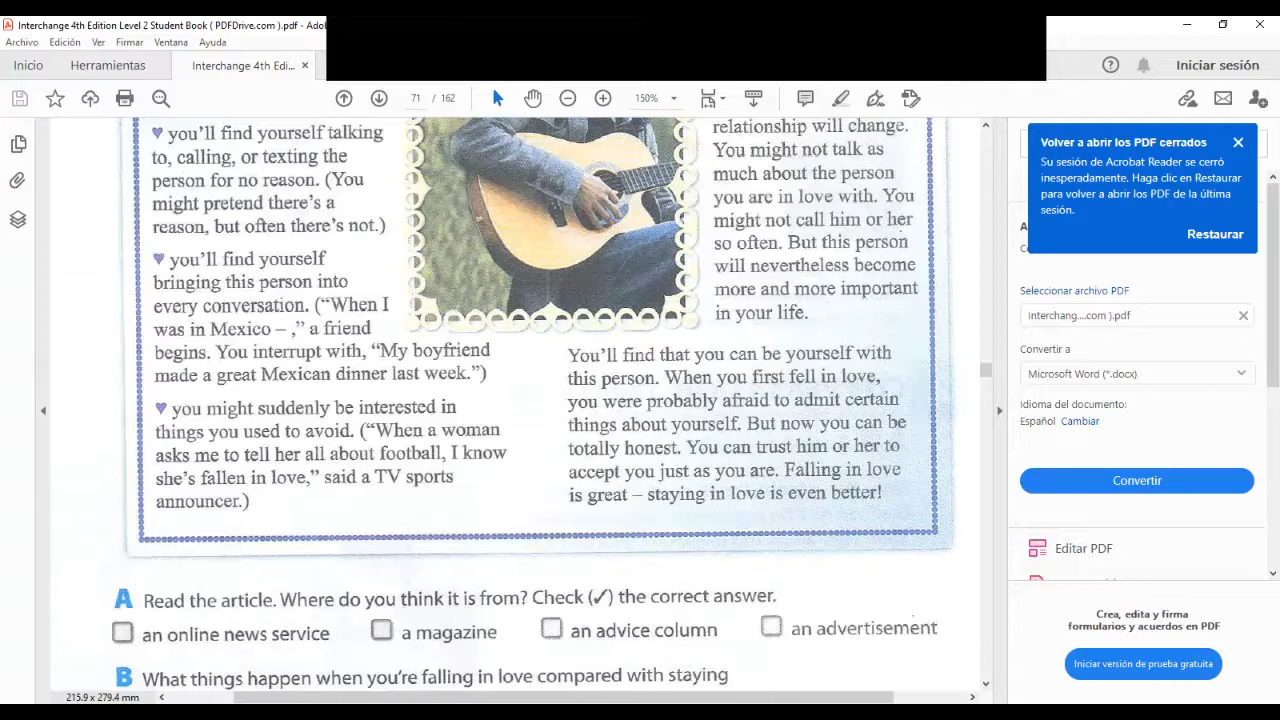 Interchange 4th Edition Level 2 Student Book ( PDFDrive.com ).pdf - Adob
Archivo Edición Ver Firmar Ventana Ayuda
Inicio Herramientas Interchange 4th Edi... × Iniciar sesión
71 / 162 150%
♥ you'll find yourself talking
to, calling, or texting the
person for no reason. (You
might pretend there's a
reason, but often there's not.)
♥ you'll find yourself
bringing this person into
every conversation. ("When I
was in Mexico – ," a friend
begins. You interrupt with, "My boyfriend
made a great Mexican dinner last week.")
♥ you might suddenly be interested in
things you used to avoid. ("When a woman
asks me to tell her all about football, I know
she's fallen in love," said a TV sports
announcer.)
relationship will change.
You might not talk as
much about the person
you are in love with. You
might not call him or her
so often. But this person
will nevertheless become
more and more important
in your life.
You'll find that you can be yourself with
this person. When you first fell in love,
you were probably afraid to admit certain
things about yourself. But now you can be
totally honest. You can trust him or her to
accept you just as you are. Falling in love
is great – staying in love is even better!
A Read the article. Where do you think it is from? Check (✓) the correct answer.
an online news service a magazine an advice column an advertisement
B What things happen when you're falling in love compared with staying
215.9 x 279.4 mm
Volver a abrir los PDF cerrados
Su sesión de Acrobat Reader se cerró
inesperadamente. Haga clic en Restaurar
para volver a abrir los PDF de la última
sesión.
Restaurar
Seleccionar archivo PDF
Interchang....com ).pdf
Convertir a
Microsoft Word (*.docx)
Idioma del documento:
Español Cambiar
Convertir
Editar PDF
Crea, edita y firma
formularios y acuerdos en PDF
Iniciar versión de prueba gratuita